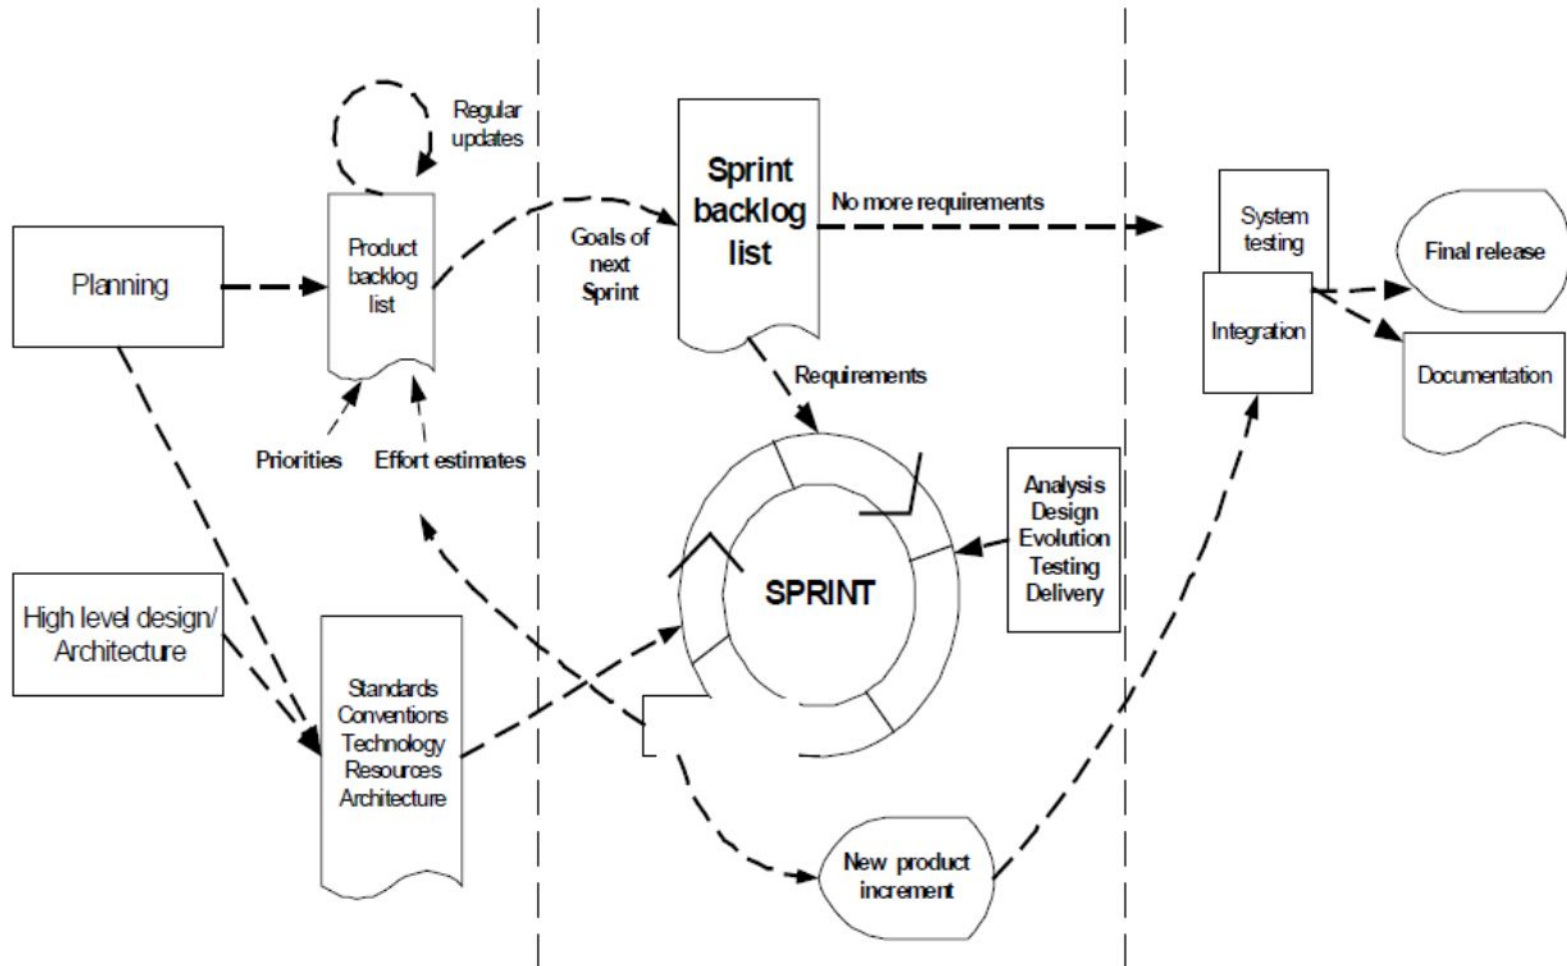 Regular
updates
Planning
Product
backlog
list
Priorities
Effort estimates
High level design/
Architecture
Standards
Conventions
Technology
Resources
Architecture
Goals of
next
Sprint
Sprint
backlog
list
No more requirements
Requirements
SPRINT
Analysis
Design
Evolution
Testing
Delivery
New product
increment
System
testing
Integration
Final release
Documentation